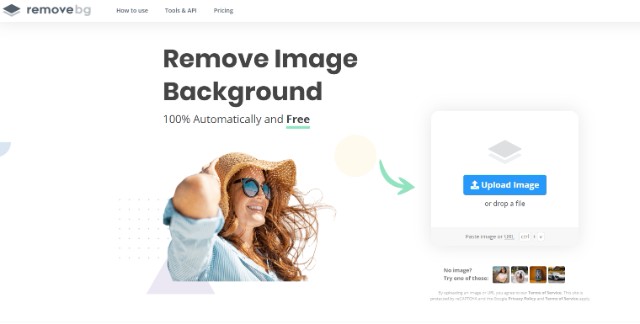 removebg
How to use
Tools & API
Pricing
Remove Image
Background
100% Automatically and Free
Upload Image
or drop a file
Paste image or URL ctrl + v
No image?
Try one of these:
By uploading an image or URL you agree to our Terms of Service. This site is
protected by reCAPTCHA and the Google Privacy Policy and Terms of Service apply.